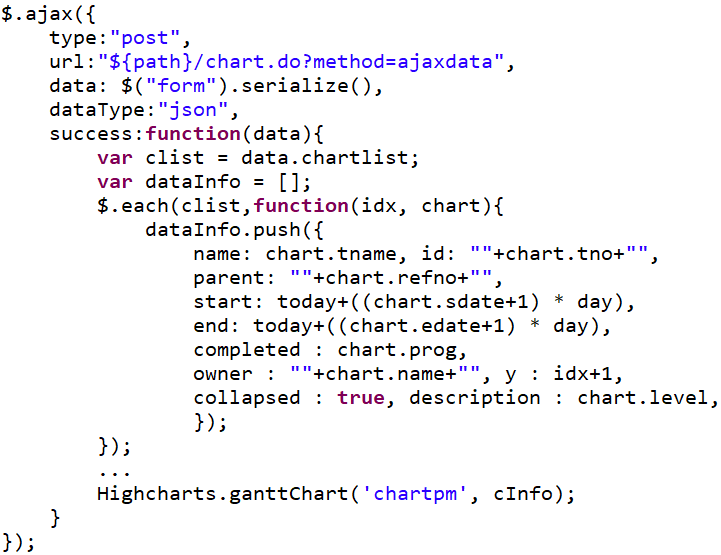 $.ajax({
    type:"post",
    url:"${path}/chart.do?method=ajaxdata",
    data: $("form").serialize(),
    dataType:"json",
    success:function(data){
        var clist = data.chartlist;
        var dataInfo = [];
        $.each(clist,function(idx, chart){
            dataInfo.push({
                name: chart.tname, id: ""+chart.tno+"",
                parent: ""+chart.refno+"",
                start: today+((chart.sdate+1) * day),
                end: today+((chart.edate+1) * day),
                completed : chart.prog,
                owner : ""+chart.name+"", y : idx+1,
                collapsed : true, description : chart.level,
                });
        });
        ...
        Highcharts.ganttChart('chartpm', cInfo);
    }
});